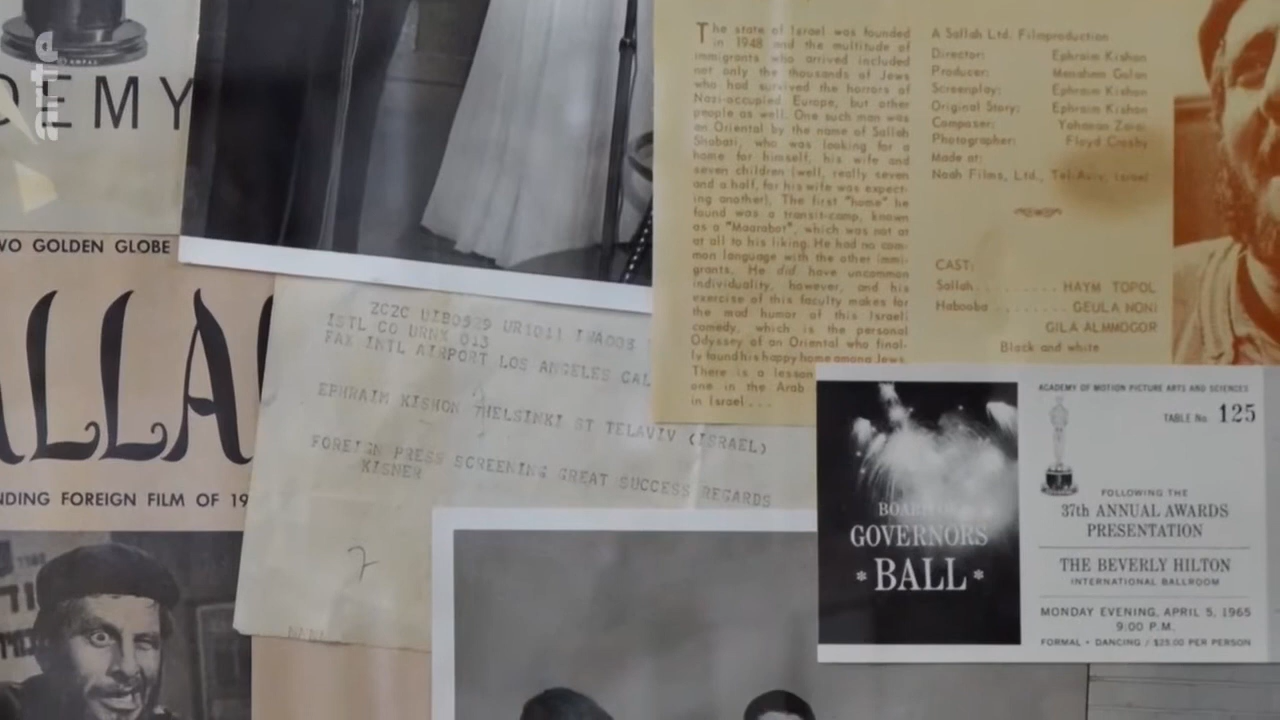 arte
DEMY
WO GOLDEN GLOBE
ALLA
NDING FOREIGN FILM OF 19
ZCZC UIB0529 UR1011 IWA008
ISTL CO URNX 013
FAX INTL AIRPORT LOS ANGELES CAL
EPHRAIM KISHON 7HELSINKI ST TELAVIV (ISRAEL)
FOREIGN PRESS SCREENING GREAT SUCCESS REGARDS
KISNER
The state of Israel was founded
in 1948 and the multitude of
immigrants who arrived included
not only the thousands of Jews
who had survived the horrors of
Nazi-occupied Europe, but other
people as well. One such man was
an Oriental by the name of Sallah
Shabati, who was looking for a
home for himself, his wife and
seven children (well, really seven
and a half, for his wife was expect-
ing another). The first "home" he
found was a transit-camp, known
as a "Maarabot", which was not at
at all to his liking. He had no com-
mon language with the other immi-
grants. He did have uncommon
individuality, however, and his
exercise of this faculty makes for
the mad humor of this Israeli
comedy, which is the personal
Odyssey of an Oriental who final-
ly found his happy home among Jews.
There is a lesson
one in the Arab
in Israel...
A Sallah Ltd. Filmproduction
Director: Ephraim Kishon
Producer: Menahem Golan
Screenplay: Ephraim Kishon
Original Story: Ephraim Kishon
Composer: Yohanan Zarai
Photographer: Floyd Crosby
Made at:
Noah Films, Ltd., Tel-Aviv, Israel
CAST:
Sallah .......... HAYM TOPOL
Habooba ......... GEULA NONI
GILA ALMMOGOR
Black and white
BOARD OF
GOVERNORS
BALL
ACADEMY OF MOTION PICTURE ARTS AND SCIENCES
TABLE No. 125
FOLLOWING THE
37th ANNUAL AWARDS
PRESENTATION
THE BEVERLY HILTON
INTERNATIONAL BALLROOM
MONDAY EVENING, APRIL 5, 1965
9:00 P.M.
FORMAL • DANCING / $25.00 PER PERSON